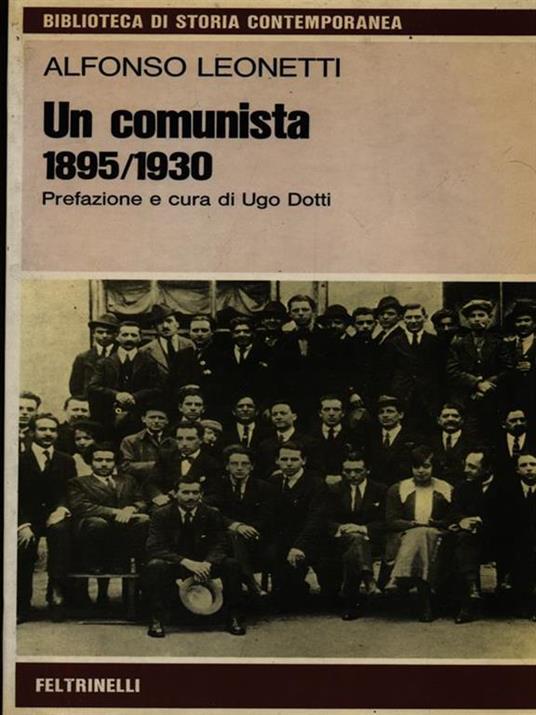 BIBLIOTECA DI STORIA CONTEMPORANEA
ALFONSO LEONETTI
Un comunista
1895/1930
Prefazione e cura di Ugo Dotti
FELTRINELLI